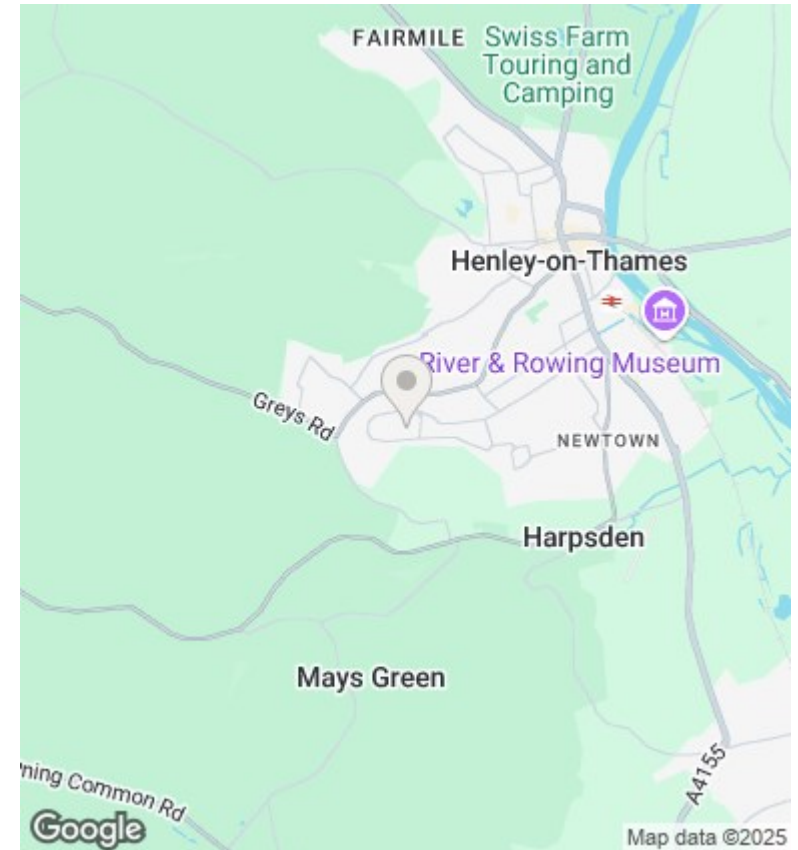 FAIRMILE
Swiss Farm
Touring and
Camping
Henley-on-Thames
River & Rowing Museum
Greys Rd
NEWTOWN
Harpsden
Mays Green
A4155
Common Rd
Google
Map data ©2025